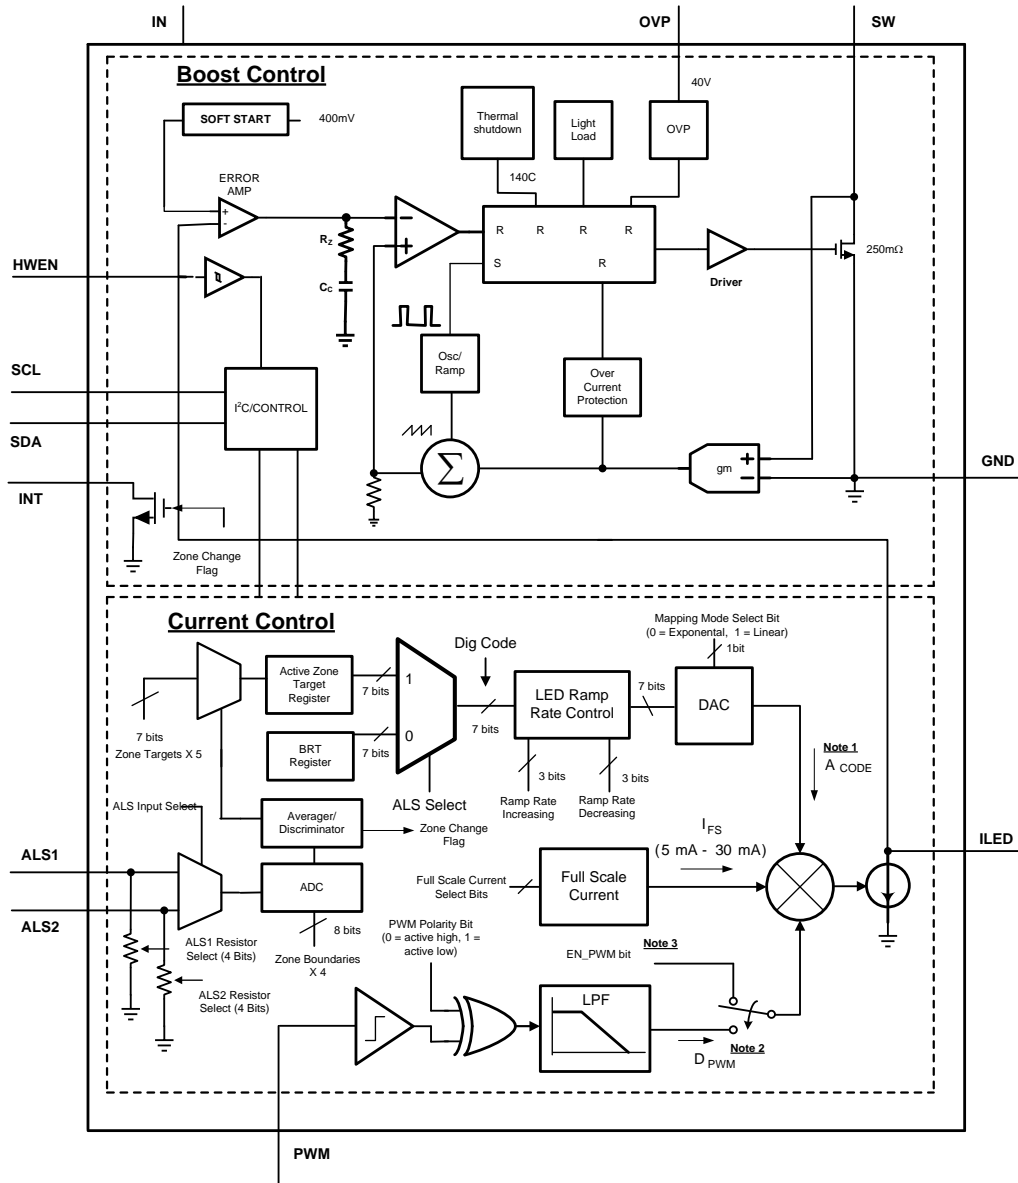 IN
OVP
SW
Boost Control
40V
SOFT START
400mV
Thermal
shutdown
Light
Load
OVP
140C
ERROR
AMP
+
-
R R R R
S R
RZ
CC
Driver
250mΩ
HWEN
Osc/
Ramp
Over
Current
Protection
SCL
I2C/CONTROL
SDA
Σ
gm
+
−
GND
INT
Zone Change
Flag
Current Control
Mapping Mode Select Bit
(0 = Exponental, 1 = Linear)
1bit
Dig Code
Active Zone
Target
Register
7 bits
1
LED Ramp
Rate Control
7 bits
DAC
7 bits
Zone Targets X 5
BRT
Register
7 bits
0
7 bits
3 bits
3 bits
Note 1
A CODE
Ramp Rate
Increasing
Ramp Rate
Decreasing
ALS Input Select
ALS Select
Averager/
Discriminator
Zone Change
Flag
IFS
(5 mA - 30 mA)
ILED
ALS1
ADC
Full Scale Current
Select Bits
Full Scale
Current
ALS2
8 bits
PWM Polarity Bit
(0 = active high, 1 =
active low)
ALS1 Resistor
Select (4 Bits)
Zone Boundaries
X 4
Note 3
EN_PWM bit
ALS2 Resistor
Select (4 Bits)
LPF
Note 2
D PWM
PWM